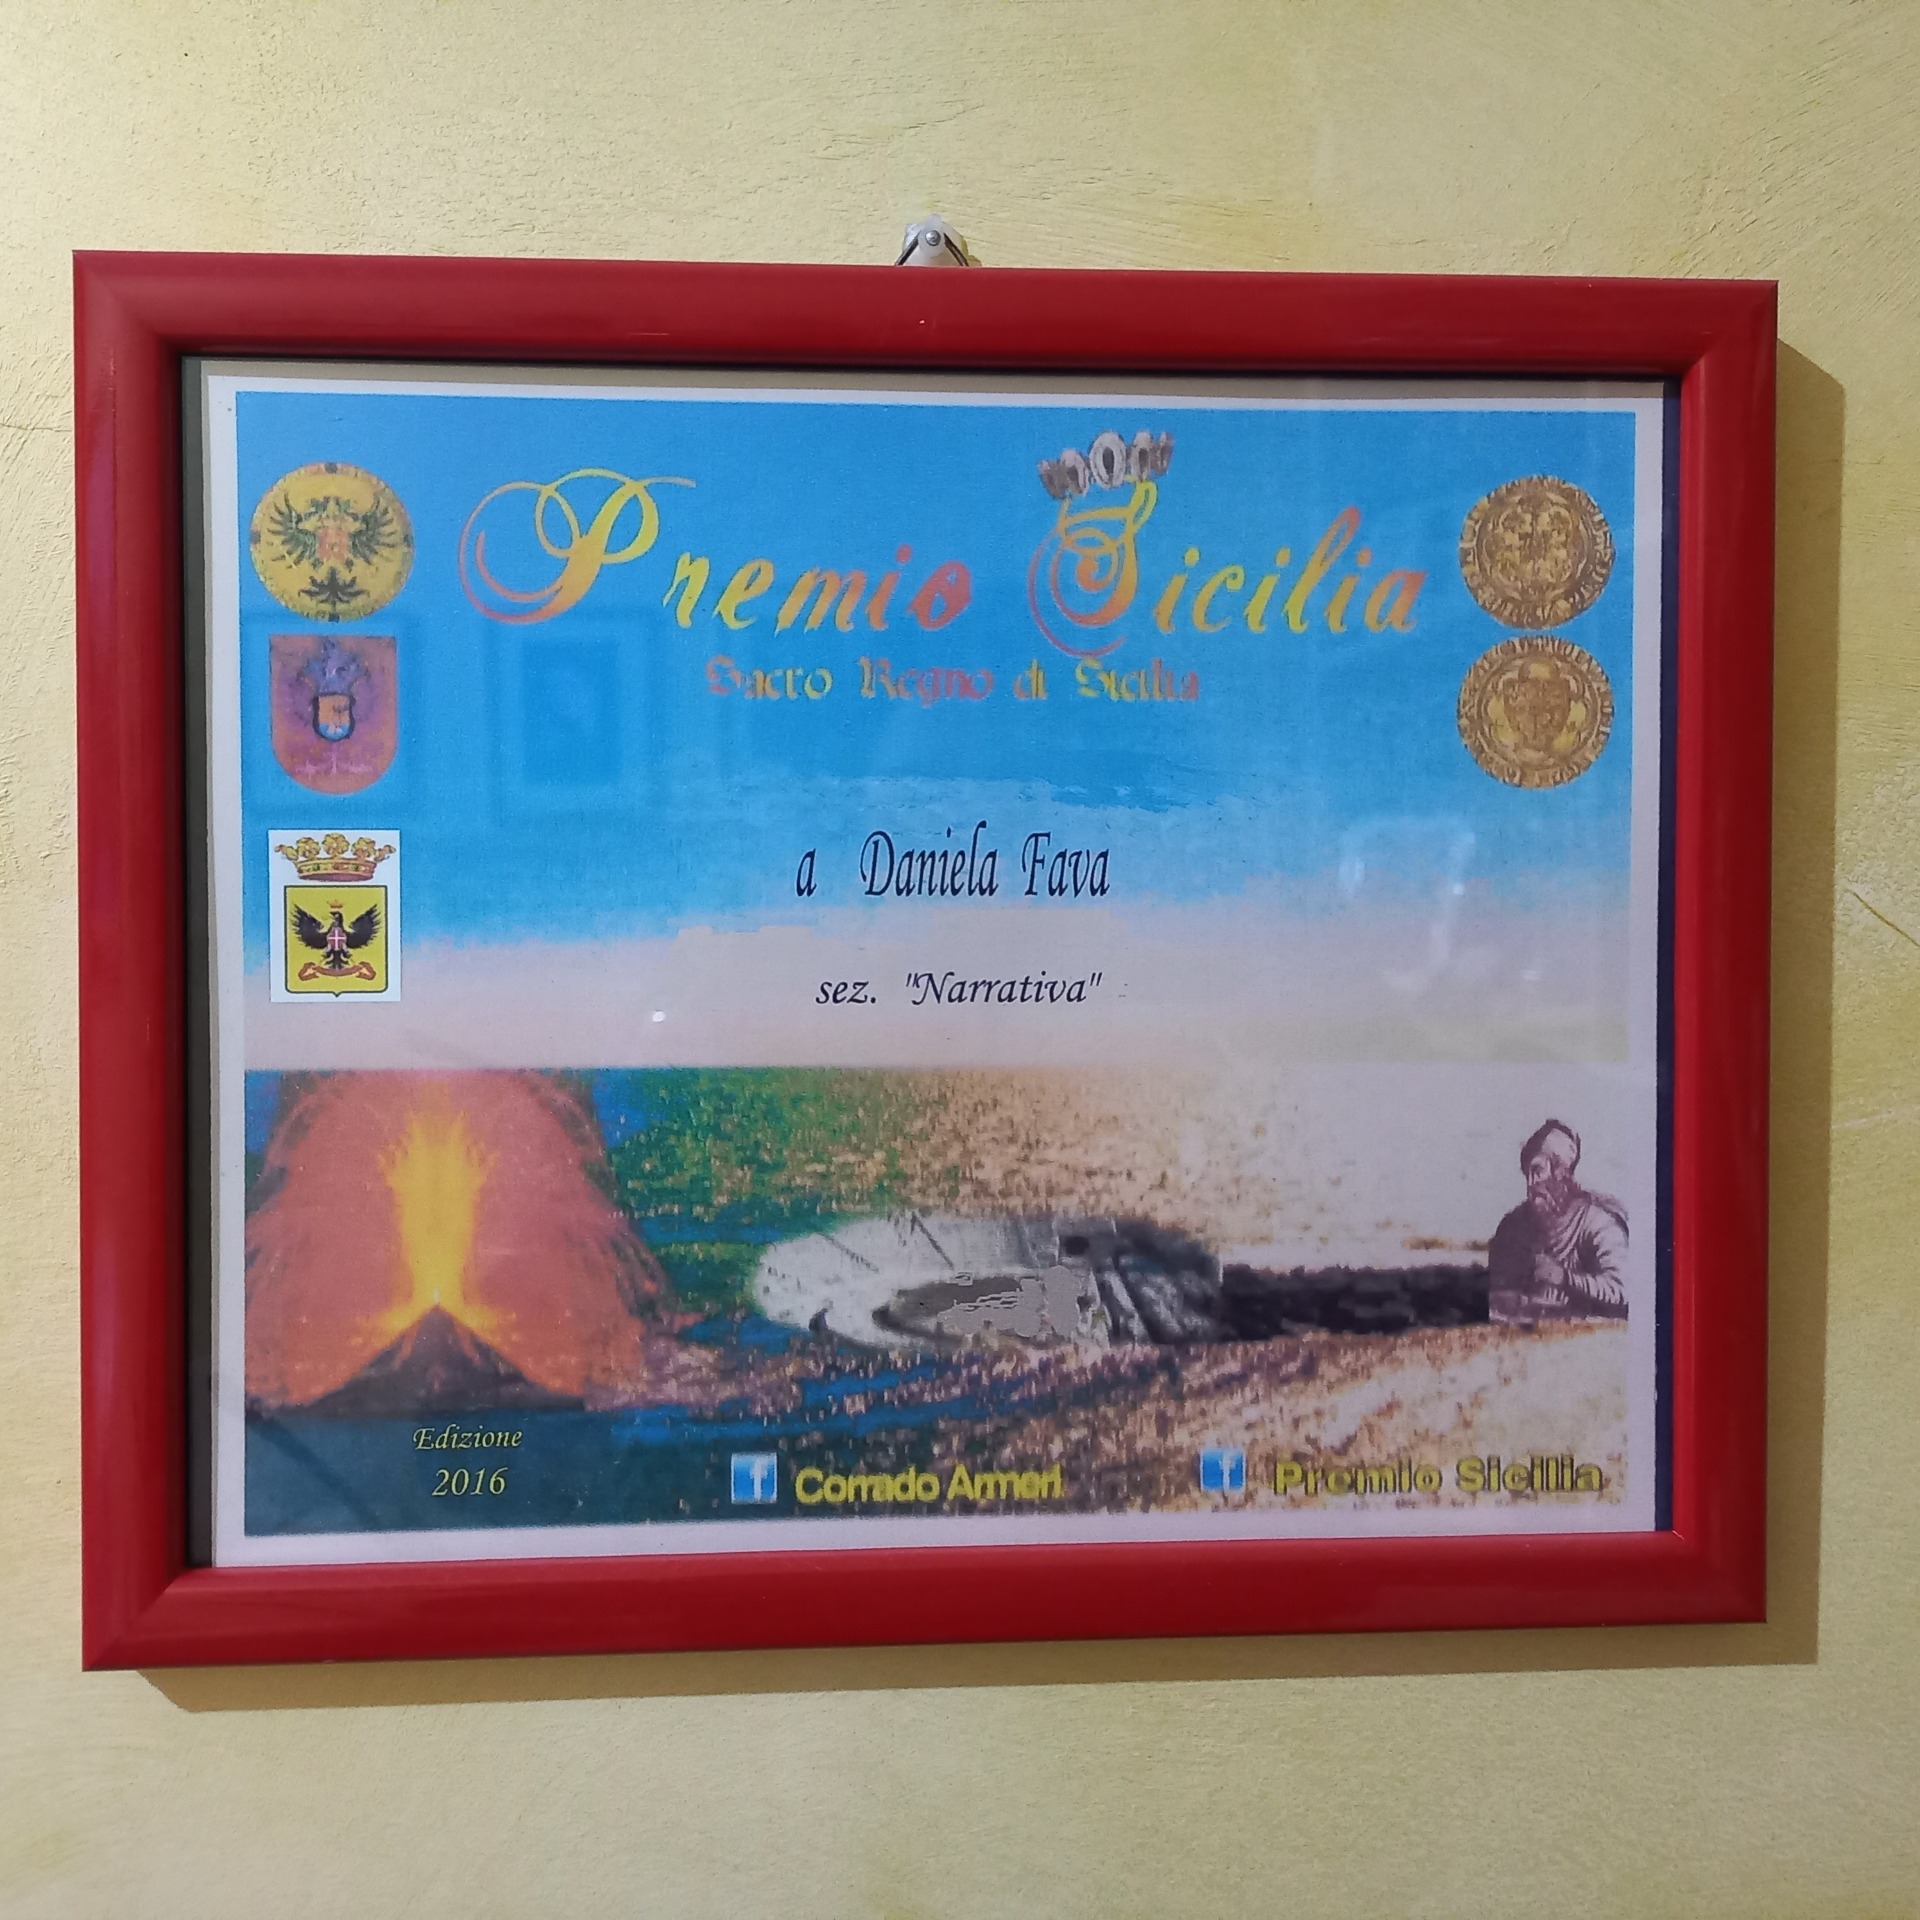 Premio Sicilia
Sacro Regno di Sicilia
a Daniela Fava
sez. "Narrativa"
Edizione
2016
f Corrado Armeri
f Premio Sicilia